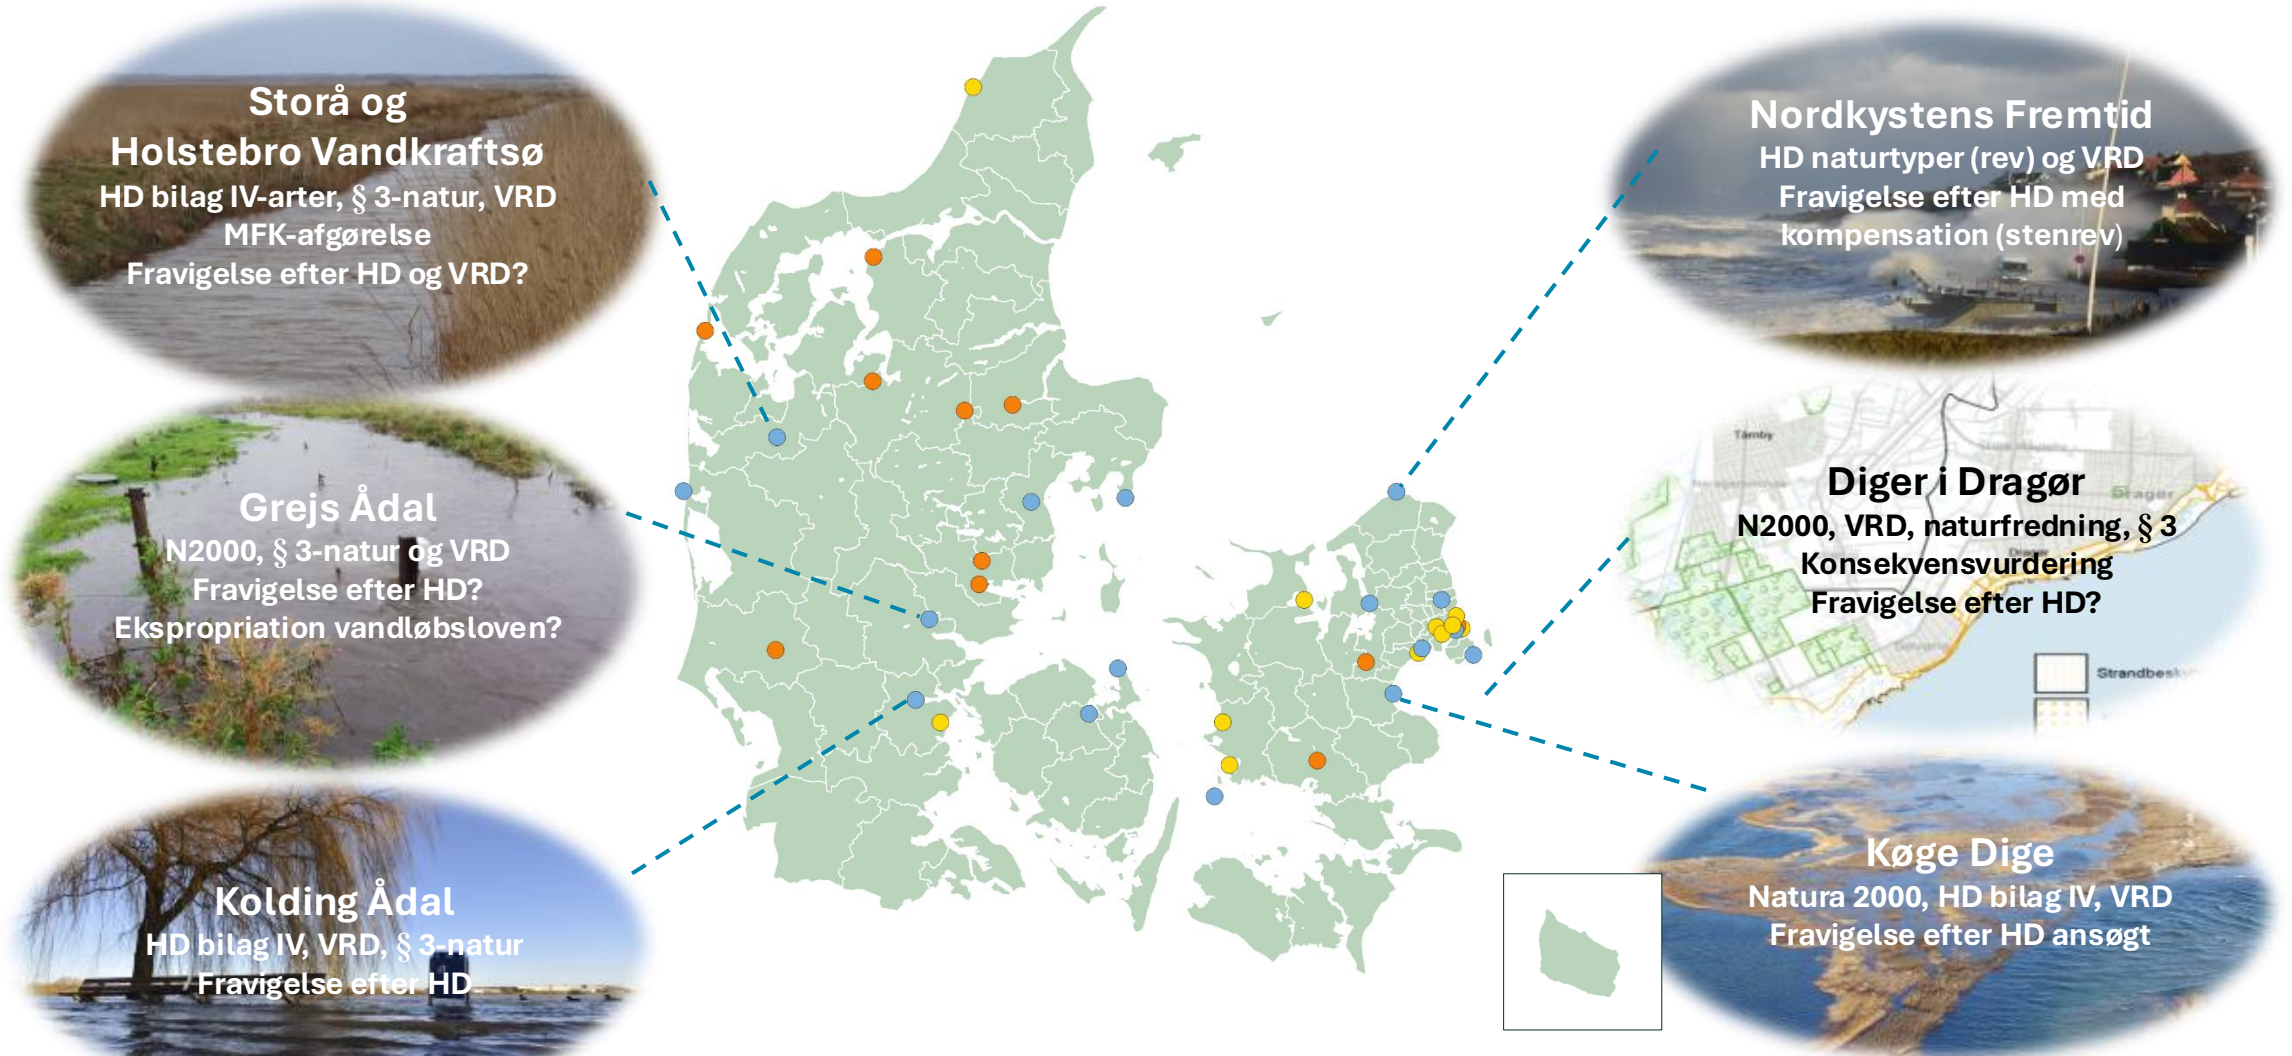 Storå og
Holstebro Vandkraftsø
HD bilag IV-arter, § 3-natur, VRD
MFK-afgørelse
Fravigelse efter HD og VRD?
Grejs Ådal
N2000, § 3-natur og VRD
Fravigelse efter HD?
Ekspropriation vandløbsloven?
Kolding Ådal
HD bilag IV, VRD, § 3-natur
Fravigelse efter HD
Nordkystens Fremtid
HD naturtyper (rev) og VRD
Fravigelse efter HD med
kompensation (stenrev)
Tårnby
Diger i Dragør
Dragør
N2000, VRD, naturfredning, § 3
Konsekvensvurdering
Fravigelse efter HD?
Køge Dige
Natura 2000, HD bilag IV, VRD
Fravigelse efter HD ansøgt